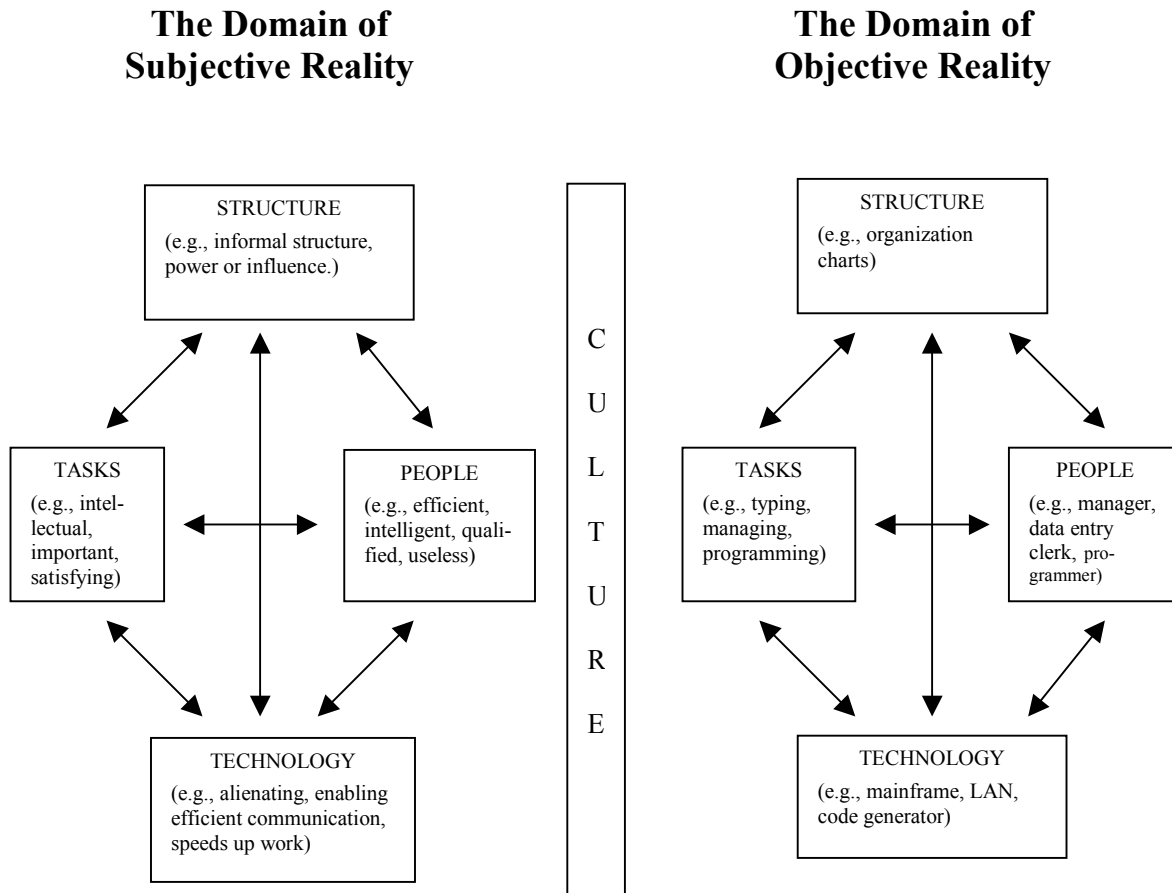 The Domain of
Subjective Reality
The Domain of
Objective Reality
STRUCTURE
(e.g., informal structure,
power or influence.)
TASKS
(e.g., intel-
lectual,
important,
satisfying)
PEOPLE
(e.g., efficient,
intelligent, quali-
fied, useless)
TECHNOLOGY
(e.g., alienating, enabling
efficient communication,
speeds up work)
C
U
L
T
U
R
E
STRUCTURE
(e.g., organization
charts)
TASKS
(e.g., typing,
managing,
programming)
PEOPLE
(e.g., manager,
data entry
clerk, pro-
grammer)
TECHNOLOGY
(e.g., mainframe, LAN,
code generator)